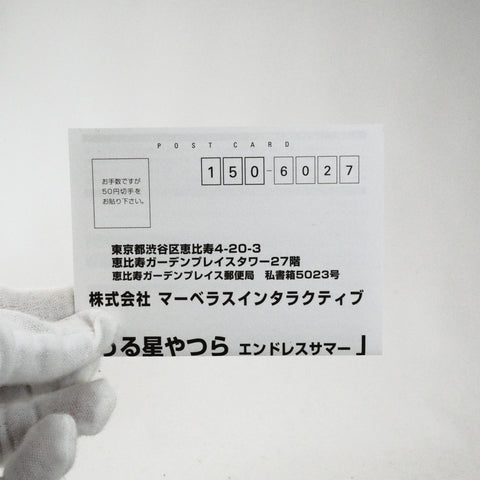 POST CARD
お手数ですが
50円切手を
お貼り下さい。
150-6027
東京都渋谷区恵比寿4-20-3
恵比寿ガーデンプレイスタワー27階
恵比寿ガーデンプレイス郵便局 私書箱5023号
株式会社 マーベラスインタラクティブ
る星やつら エンドレスサマー」